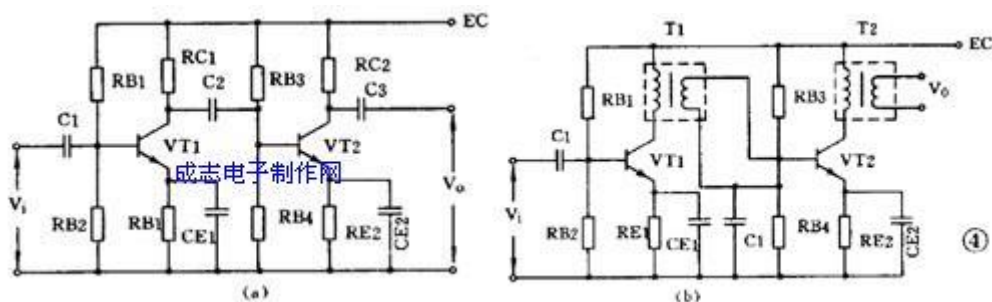 EC
RC1
RC2
RB1
C2
RB3
C3
C1
VT1
VT2
成志电子制作网
Vi
Vo
RB2
RB1
CE1
RB4
RE2
CE2
(a)
T1
T2
EC
RB1
RB3
Vo
C1
VT1
VT2
Vi
RB2
RE1
CE1
C1
RB4
RE2
CE2
④
(b)